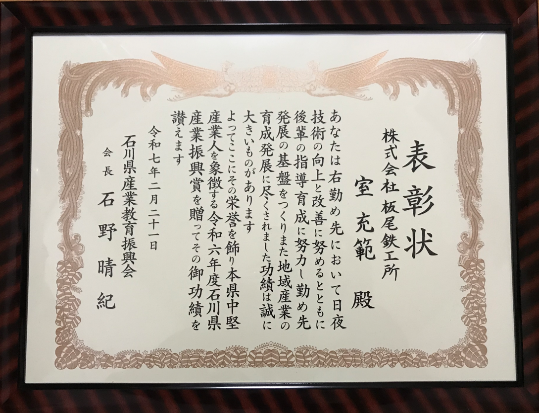 表彰状
株式会社 板尾鉄工所
室 充範 殿
あなたは右勤め先において日夜
技術の向上と改善に努めるとともに
後輩の指導育成に努力し勤め先
発展の基盤をつくりまた地域産業の
育成発展に尽くされました功績は誠に
大きいものがあります
よってここにその栄誉を飾り本県中堅
産業人を象徴する令和六年度石川県
産業振興賞を贈ってその御功績を
讃えます
令和七年二月二十一日
石川県産業教育振興会
会長 石野晴紀